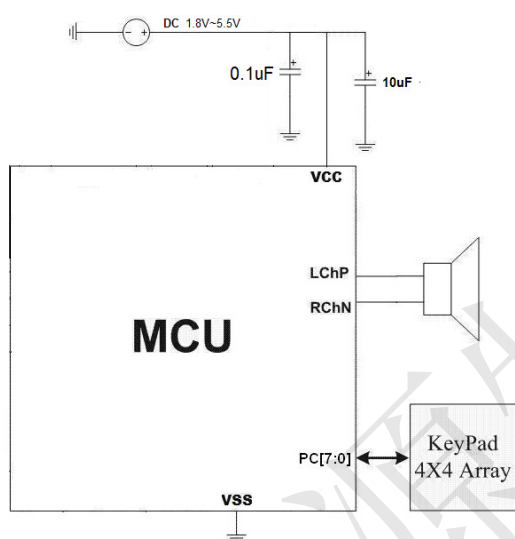 DC 1.8V~5.5V
0.1uF
10uF
VCC
LChP
RChN
MCU
PC[7:0]
KeyPad
4X4 Array
VSS